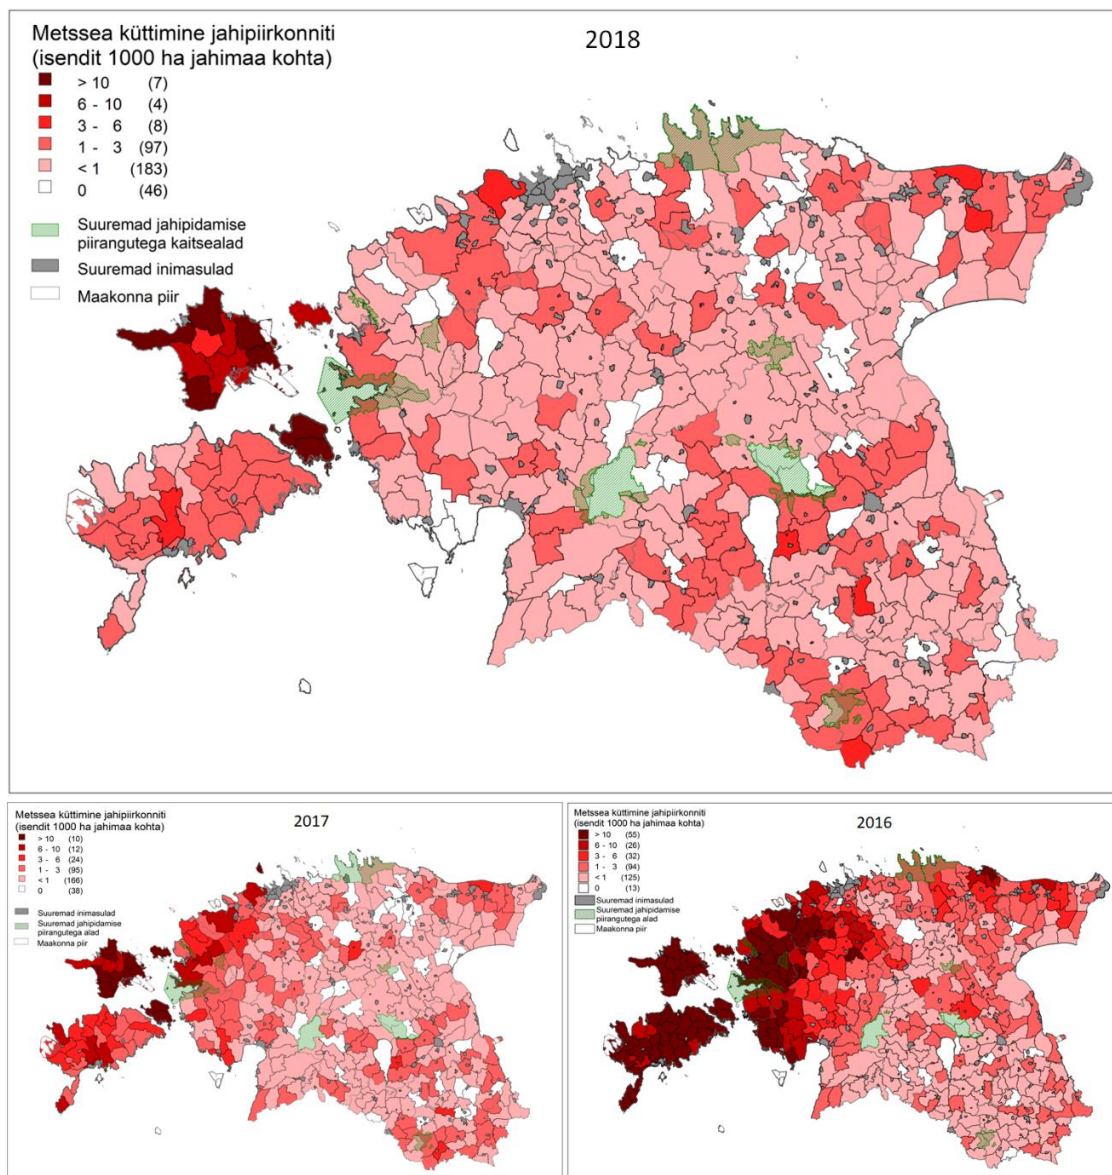 Metssea küttimine jahipiirkonniti
(isendit 1000 ha jahimaa kohta)
2018
> 10 (7)
6 - 10 (4)
3 - 6 (8)
1 - 3 (97)
< 1 (183)
0 (46)
Suuremad jahipidamise
piirangutega kaitsealad
Suuremad inimasulad
Maakonna piir
Metssea küttimine jahipiirkonniti
(isendit 1000 ha jahimaa kohta)
2017
> 10 (10)
6 - 10 (12)
3 - 6 (24)
1 - 3 (95)
< 1 (166)
0 (38)
Suuremad inimasulad
Suuremad jahipidamise
piirangutega alad
Maakonna piir
Metssea küttimine jahipiirkonniti
(isendit 1000 ha jahimaa kohta)
2016
> 10 (55)
6 - 10 (26)
3 - 6 (32)
1 - 3 (94)
< 1 (125)
0 (13)
Suuremad inimasulad
Suuremad jahipidamise
piirangutega alad
Maakonna piir